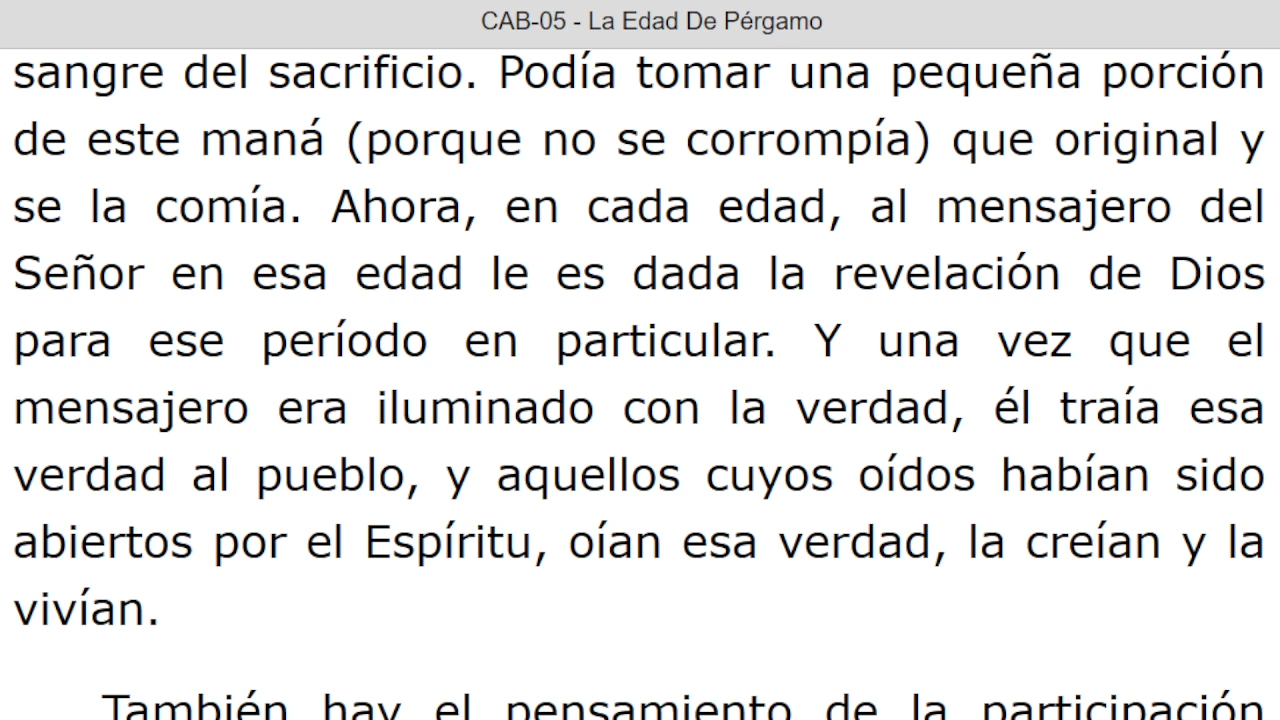 CAB-05 - La Edad De Pérgamo
sangre del sacrificio. Podía tomar una pequeña porción
de este maná (porque no se corrompía) que original y
se la comía. Ahora, en cada edad, al mensajero del
Señor en esa edad le es dada la revelación de Dios
para ese período en particular. Y una vez que el
mensajero era iluminado con la verdad, él traía esa
verdad al pueblo, y aquellos cuyos oídos habían sido
abiertos por el Espíritu, oían esa verdad, la creían y la
vivían.
También hay el pensamiento de la participación